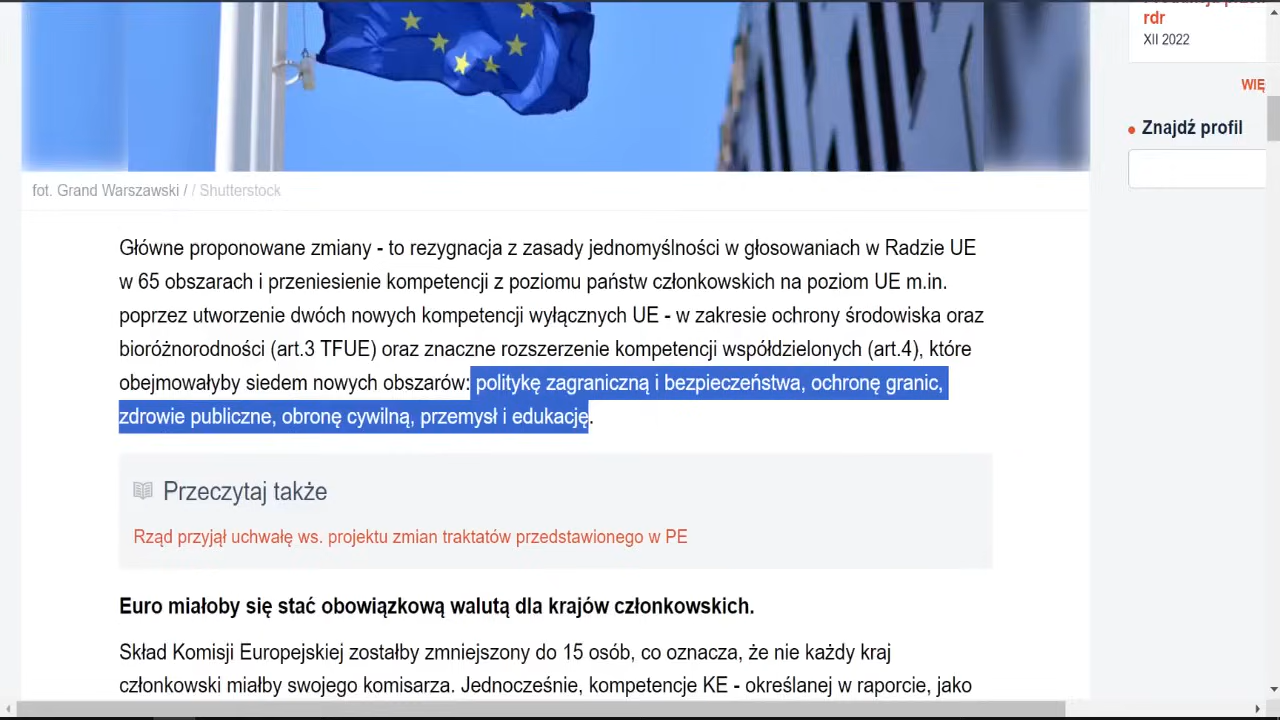 rdr
XII 2022
WIĘ
Znajdź profil
fot. Grand Warszawski / / Shutterstock
Główne proponowane zmiany - to rezygnacja z zasady jednomyślności w głosowaniach w Radzie UE
w 65 obszarach i przeniesienie kompetencji z poziomu państw członkowskich na poziom UE m.in.
poprzez utworzenie dwóch nowych kompetencji wyłącznych UE - w zakresie ochrony środowiska oraz
bioróżnorodności (art.3 TFUE) oraz znaczne rozszerzenie kompetencji współdzielonych (art.4), które
obejmowałyby siedem nowych obszarów: politykę zagraniczną i bezpieczeństwa, ochronę granic,
zdrowie publiczne, obronę cywilną, przemysł i edukację.
Przeczytaj także
Rząd przyjął uchwałę ws. projektu zmian traktatów przedstawionego w PE
Euro miałoby się stać obowiązkową walutą dla krajów członkowskich.
Skład Komisji Europejskiej zostałby zmniejszony do 15 osób, co oznacza, że nie każdy kraj
członkowski miałby swojego komisarza. Jednocześnie, kompetencje KE - określanej w raporcie, jako